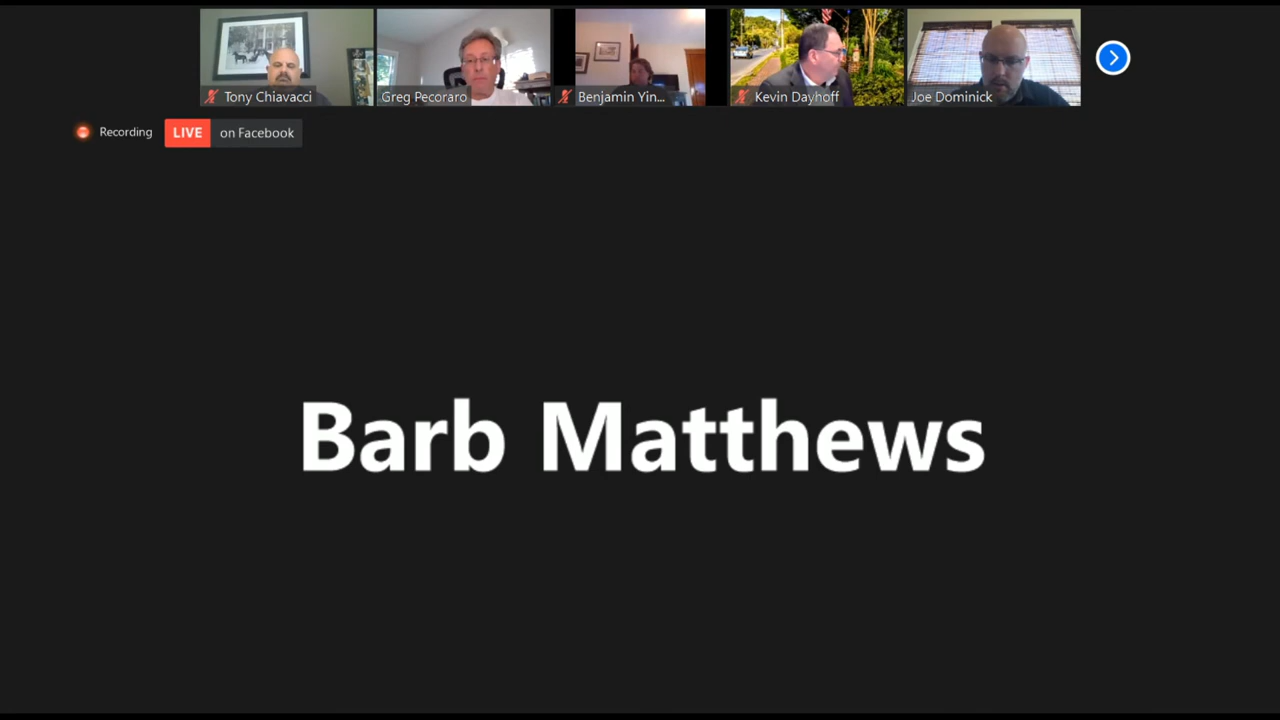 Tony Chiavacci
Greg Pecoraro
Benjamin Yin...
Kevin Dayhoff
Joe Dominick
Recording
LIVE on Facebook
Barb Matthews